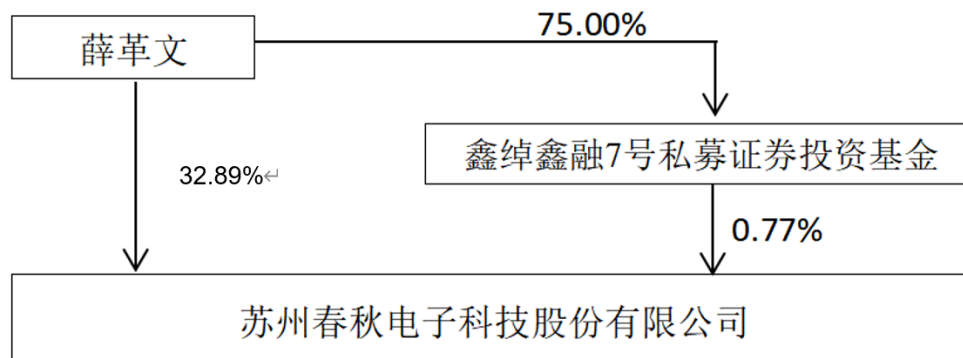 75.00%
薛革文
鑫绰鑫融7号私募证券投资基金
32.89%↵
0.77%
苏州春秋电子科技股份有限公司